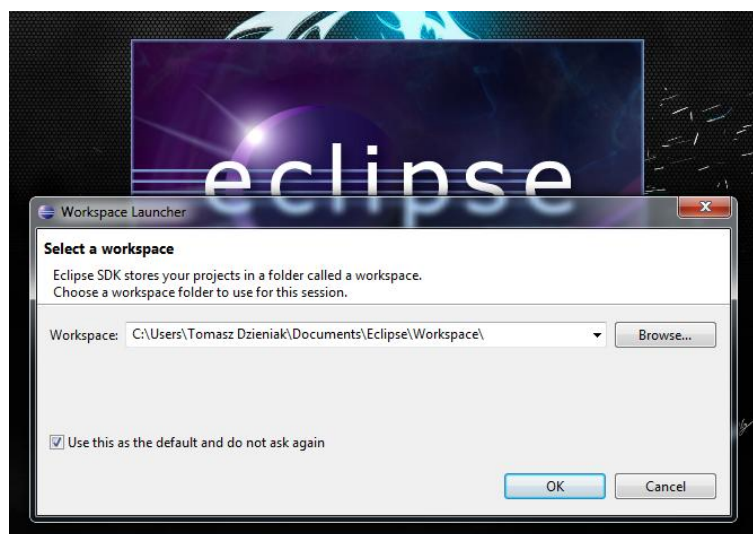 eclipse
Workspace Launcher
Select a workspace
Eclipse SDK stores your projects in a folder called a workspace.
Choose a workspace folder to use for this session.
Workspace: C:\Users\Tomasz Dzieniak\Documents\Eclipse\Workspace\ Browse...
Use this as the default and do not ask again
OK Cancel